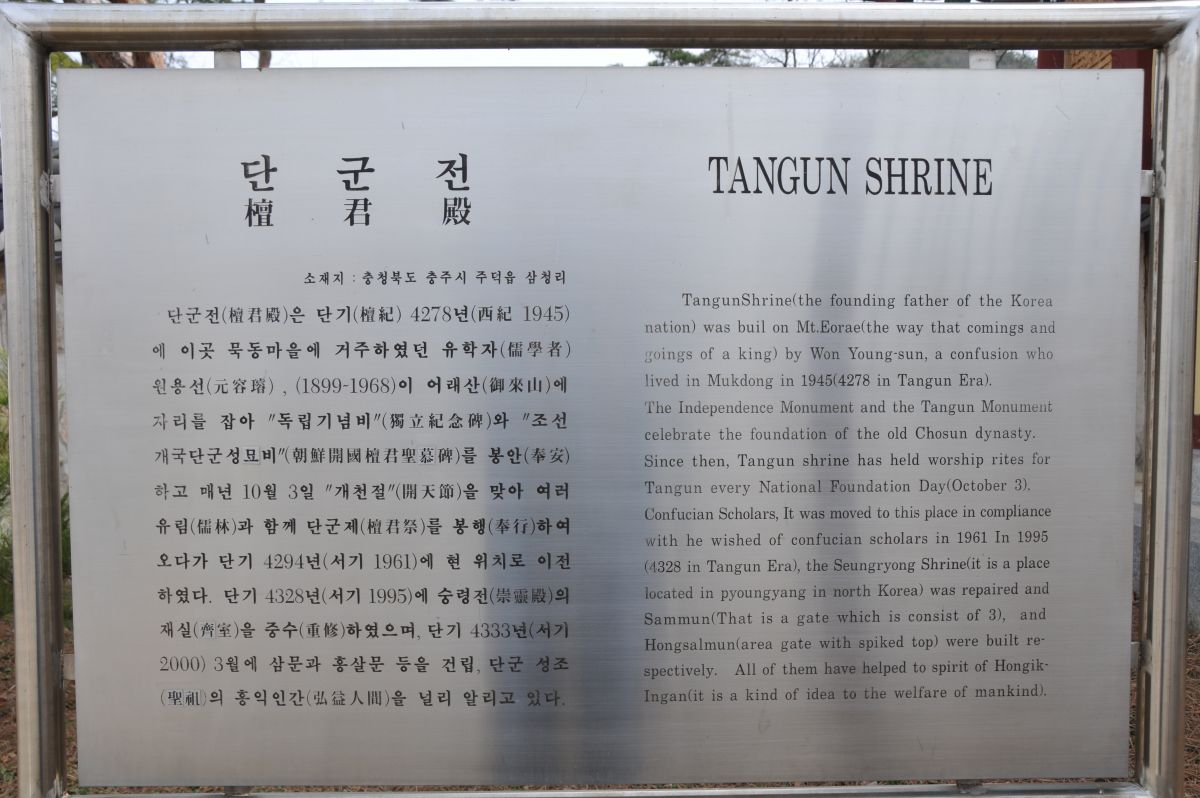 단 군 전
檀 君 殿
소재지 : 충청북도 충주시 주덕읍 삼청리
단군전(檀君殿)은 단기(檀紀) 4278년(西紀 1945)
에 이곳 묵동마을에 거주하였던 유학자(儒學者)
원용선(元容璿) , (1899~1968)이 어래산(御來山)에
자리를 잡아 "독립기념비"(獨立紀念碑)와 "조선
개국단군성묘비"(朝鮮開國檀君聖慕碑)를 봉안(奉安)
하고 매년 10월 3일 "개천절"(開天節)을 맞아 여러
유림(儒林)과 함께 단군제(檀君祭)를 봉행(奉行)하여
오다가 단기 4294년(서기 1961)에 현 위치로 이전
하였다. 단기 4328년(서기 1995)에 숭령전(崇靈殿)의
재실(齊室)을 중수(重修)하였으며, 단기 4333년(서기
2000) 3월에 삼문과 홍살문 등을 건립, 단군 성조
(聖祖)의 홍익인간(弘益人間)을 널리 알리고 있다.
TANGUN SHRINE
TangunShrine(the founding father of the Korea
nation) was buil on Mt.Eorae(the way that comings and
goings of a king) by Won Young-sun, a confusion who
lived in Mukdong in 1945(4278 in Tangun Era).
The Independence Monument and the Tangun Monument
celebrate the foundation of the old Chosun dynasty.
Since then, Tangun shrine has held worship rites for
Tangun every National Foundation Day(October 3).
Confucian Scholars, It was moved to this place in compliance
with he wished of confucian scholars in 1961 In 1995
(4328 in Tangun Era), the Seungryong Shrine(it is a place
located in pyoungyang in north Korea) was repaired and
Sammun(That is a gate which is consist of 3), and
Hongsalmun(area gate with spiked top) were built re-
spectively. All of them have helped to spirit of Hongik-
Ingan(it is a kind of idea to the welfare of mankind).